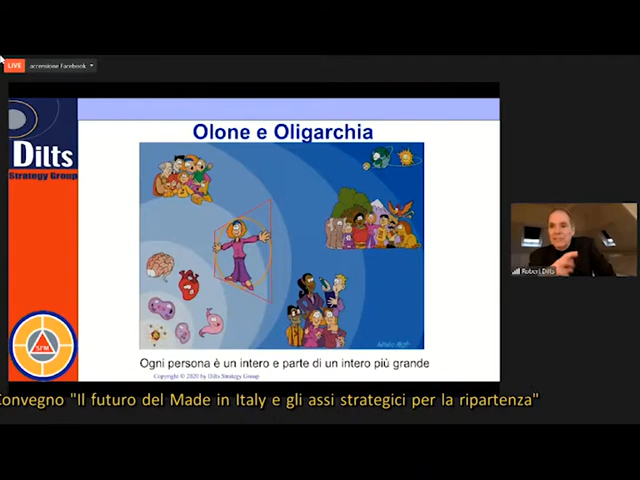 LIVE accensione Facebook
Olone e Oligarchia
Dilts
Strategy Group
Robert Dilts
SFM
Ogni persona è un intero e parte di un intero più grande
Copyright © 2020 by Dilts Strategy Group
Convegno "Il futuro del Made in Italy e gli assi strategici per la ripartenza"